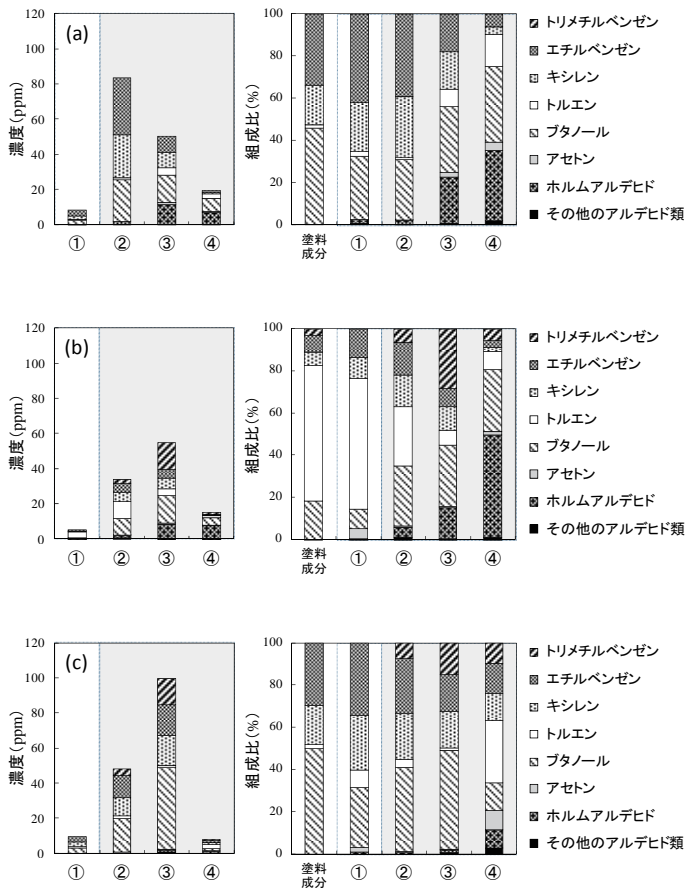 (a)
濃度(ppm)
120
100
80
60
40
20
0
① ② ③ ④
組成比(%)
100
80
60
40
20
0
塗料
成分
① ② ③ ④
トリメチルベンゼン
エチルベンゼン
キシレン
トルエン
ブタノール
アセトン
ホルムアルデヒド
その他のアルデヒド類
(b)
濃度(ppm)
120
100
80
60
40
20
0
① ② ③ ④
組成比(%)
100
80
60
40
20
0
塗料
成分
① ② ③ ④
トリメチルベンゼン
エチルベンゼン
キシレン
トルエン
ブタノール
アセトン
ホルムアルデヒド
その他のアルデヒド類
(c)
濃度(ppm)
120
100
80
60
40
20
0
① ② ③ ④
組成比(%)
100
80
60
40
20
0
塗料
成分
① ② ③ ④
トリメチルベンゼン
エチルベンゼン
キシレン
トルエン
ブタノール
アセトン
ホルムアルデヒド
その他のアルデヒド類